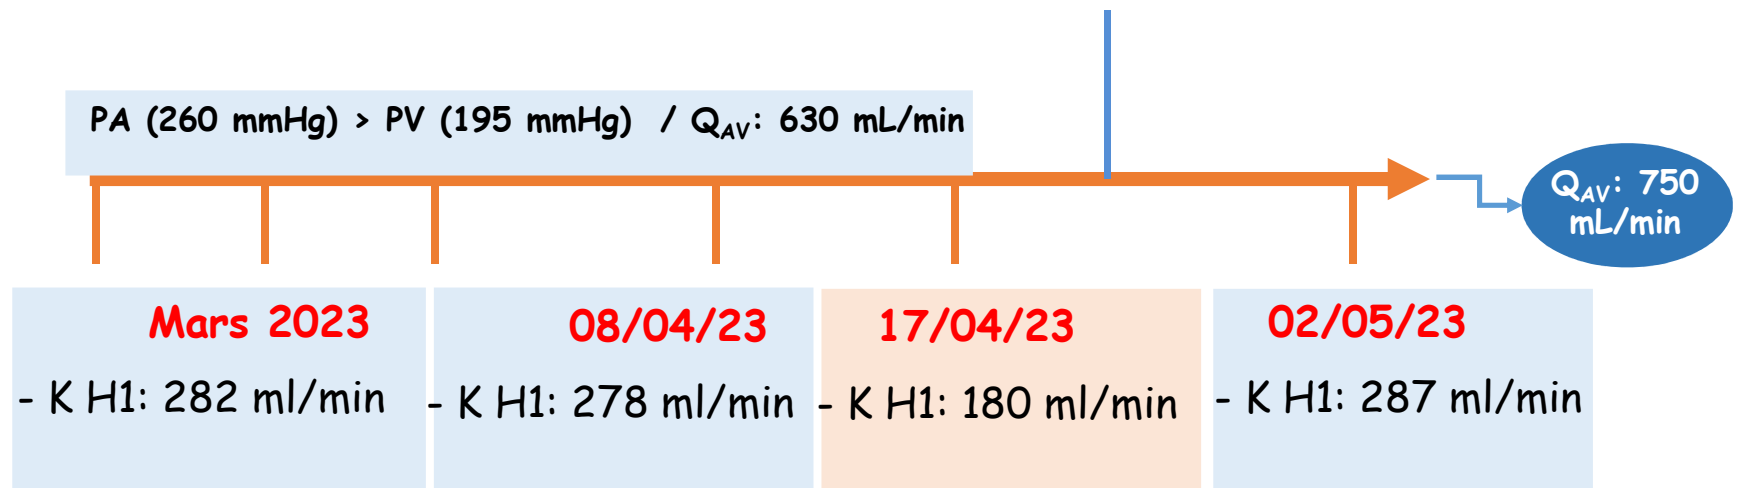 PA (260 mmHg) > PV (195 mmHg) / QAV: 630 mL/min
QAV: 750
mL/min
Mars 2023
- K H1: 282 ml/min
08/04/23
- K H1: 278 ml/min
17/04/23
- K H1: 180 ml/min
02/05/23
- K H1: 287 ml/min